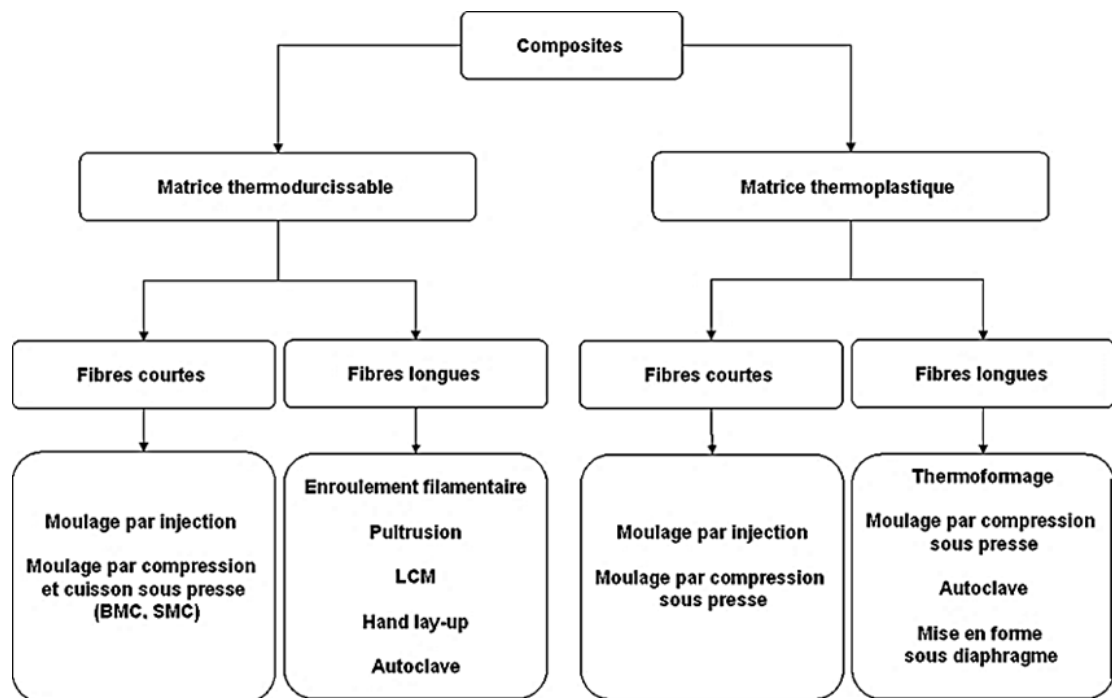 Composites
Matrice thermodurcissable
Matrice thermoplastique
Fibres courtes
Fibres longues
Fibres courtes
Fibres longues
Moulage par injection
Moulage par compression
et cuisson sous presse
(BMC, SMC)
Enroulement filamentaire
Pultrusion
LCM
Hand lay-up
Autoclave
Moulage par injection
Moulage par compression
sous presse
Thermoformage
Moulage par compression
sous presse
Autoclave
Mise en forme
sous diaphragme